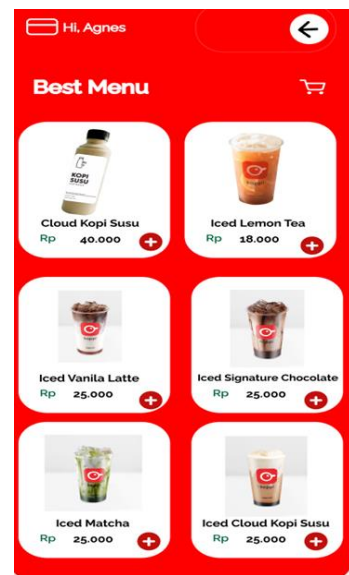 Hi, Agnes
Best Menu
KOPI
SUSU
Cloud Kopi Susu
Rp 40.000
Iced Lemon Tea
Rp 18.000
Iced Vanila Latte
Rp 25.000
Iced Signature Chocolate
Rp 25.000
Iced Matcha
Rp 25.000
Iced Cloud Kopi Susu
Rp 25.000